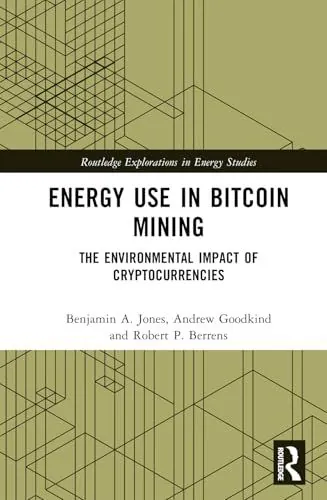 Routledge Explorations in Energy Studies
ENERGY USE IN BITCOIN
MINING
THE ENVIRONMENTAL IMPACT OF
CRYPTOCURRENCIES
Benjamin A. Jones, Andrew Goodkind
and Robert P. Berrens
ROUTLEDGE